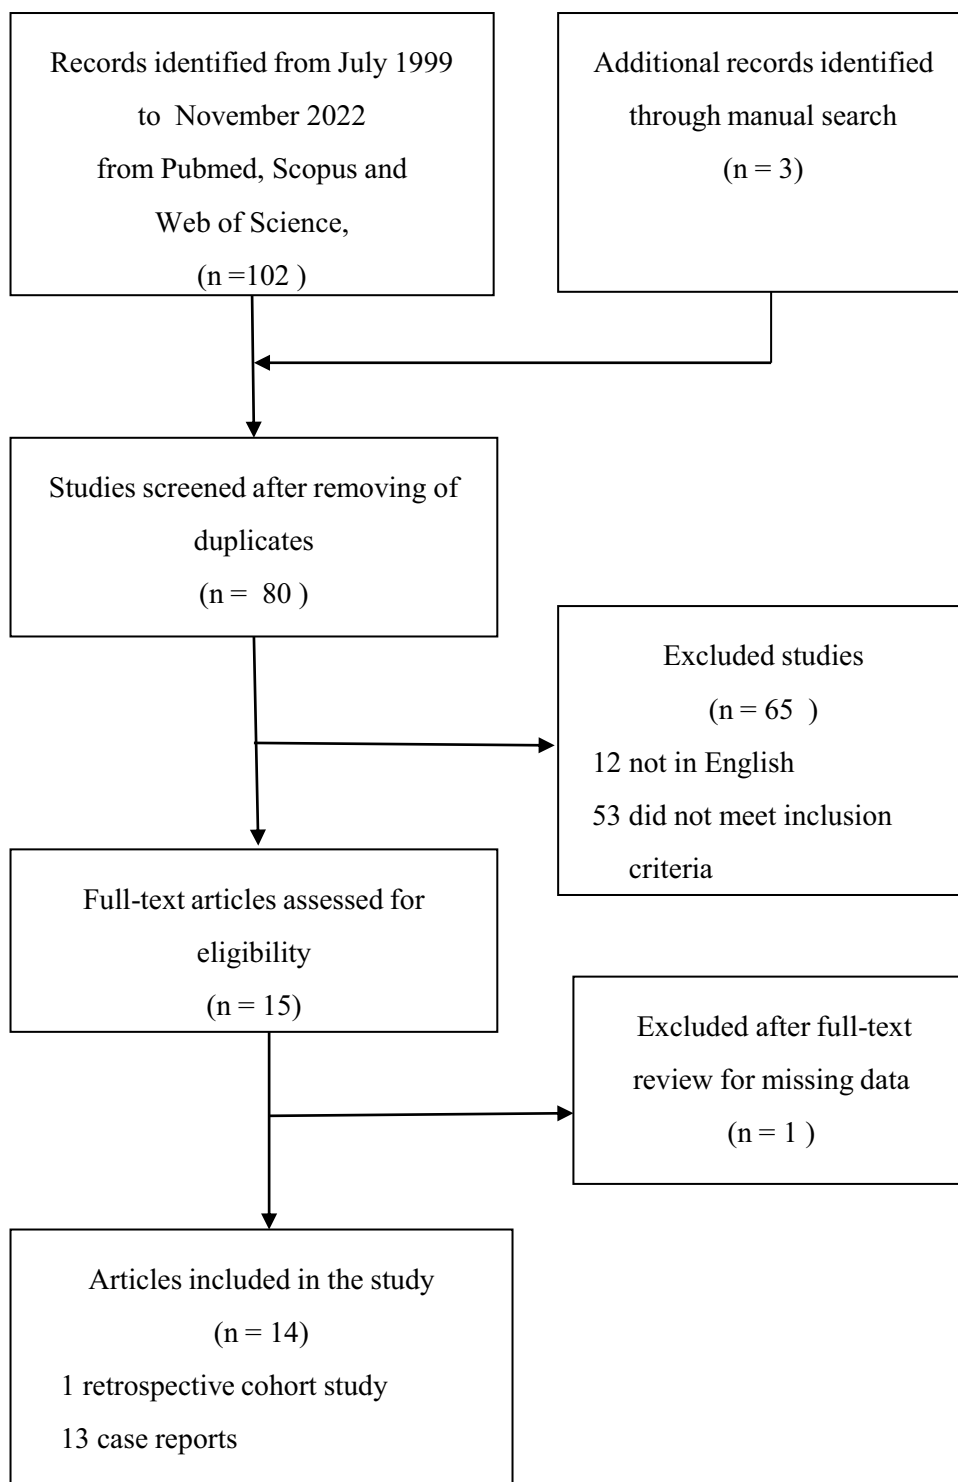 Records identified from July 1999
to November 2022
from Pubmed, Scopus and
Web of Science,
(n =102 )
Additional records identified
through manual search
(n = 3)
Studies screened after removing of
duplicates
(n = 80 )
Excluded studies
(n = 65 )
12 not in English
53 did not meet inclusion
criteria
Full-text articles assessed for
eligibility
(n = 15)
Excluded after full-text
review for missing data
(n = 1 )
Articles included in the study
(n = 14)
1 retrospective cohort study
13 case reports